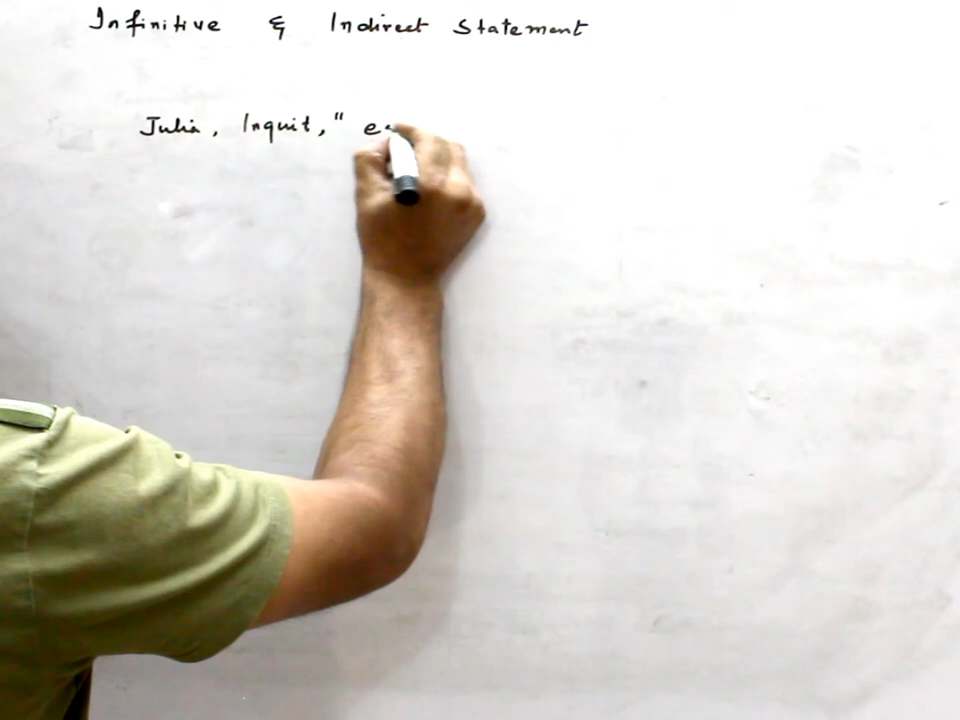 Infinitive & Indirect Statement
Julia, Inquit, "